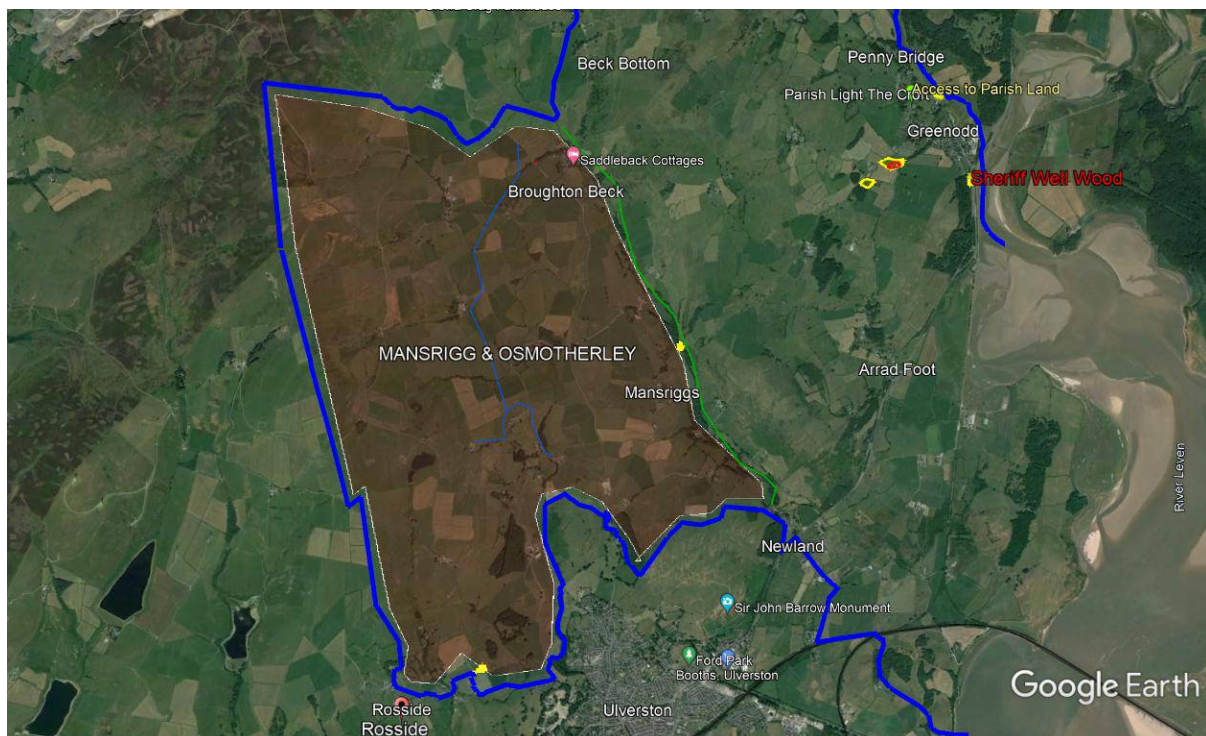 Beck Bottom
Penny Bridge
Parish Light The Croft
Access to Parish Land
Greenodd
Saddleback Cottages
Sheriff Well Wood
Broughton Beck
MANSRIGG & OSMOTHERLEY
Arrad Foot
Mansriggs
River Leven
Newland
Sir John Barrow Monument
Ford Park
Booths, Ulverston
Google Earth
Rosside
Rosside
Ulverston